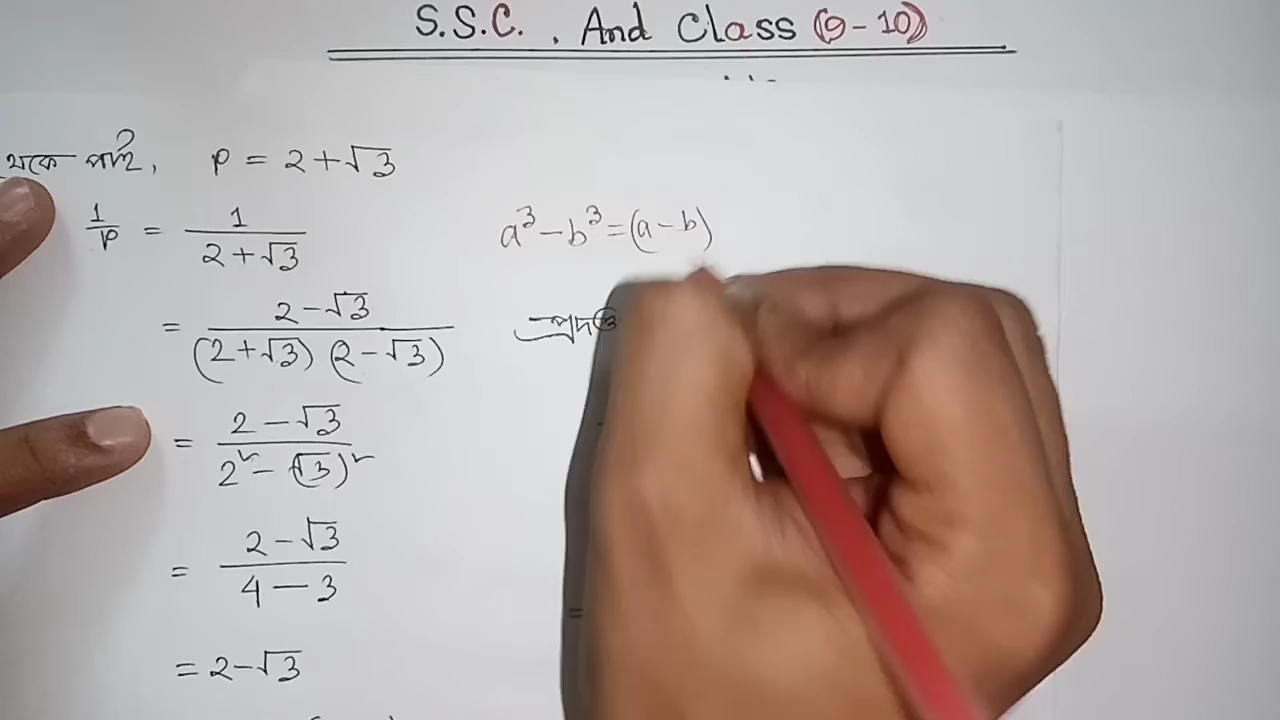 S.S.C. , And Class (9-10)
থেকে পাই, p = 2+√3
1/p = 1/(2+√3)
a³-b³=(a-b)
= (2-√3)/((2+√3) (2-√3))
প্রদত্ত
= (2-√3)/(2²-(√3)²)
= (2-√3)/(4-3)
=
= 2-√3